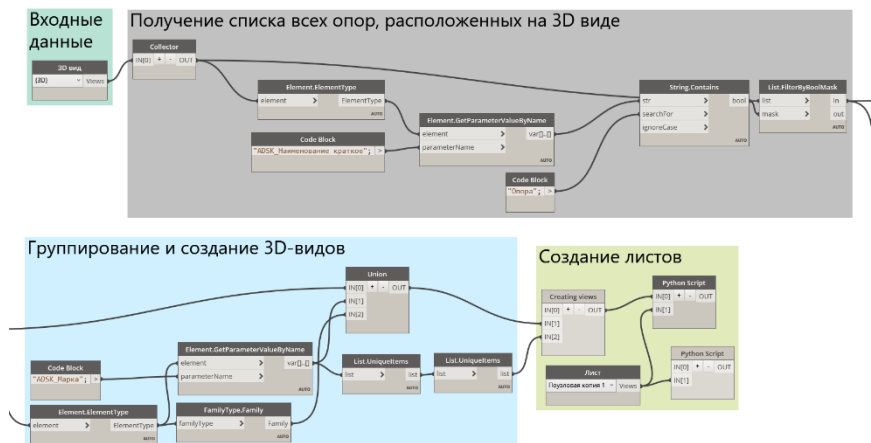 Входные
данные
Получение списка всех опор, расположенных на 3D виде
3D вид
{3D} Views
Collector
IN[0] + - OUT
Element.ElementType
element > ElementType
AUTO
Code Block
"ADSK_Наименование краткое"; >
Element.GetParameterValueByName
element > var[]..[]
parameterName >
AUTO
Code Block
"Опора"; >
String.Contains
str > bool
searchFor >
ignoreCase >
AUTO
List.FilterByBoolMask
list > in
mask > out
AUTO
Группирование и создание 3D-видов
Union
IN[0] + - OUT
IN[1]
IN[2]
Code Block
"ADSK_Марка"; >
Element.GetParameterValueByName
element > var[]..[]
parameterName >
AUTO
Element.ElementType
element > ElementType
AUTO
FamilyType.Family
familyType > Family
AUTO
List.UniqueItems
list > list
AUTO
List.UniqueItems
list > list
AUTO
Создание листов
Creating views
IN[0] + - OUT
IN[1]
IN[2]
Python Script
IN[0] + - OUT
IN[1]
Лист
Поузловая копия 1 Views
Python Script
IN[0] + - OUT
IN[1]